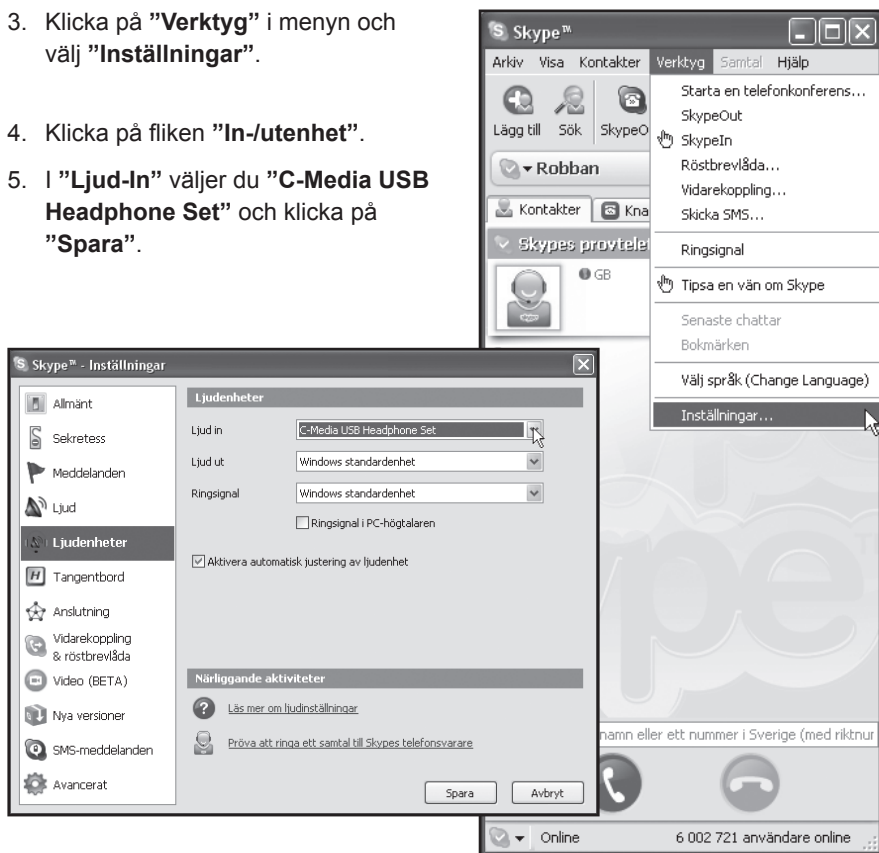 3. Klicka på ”Verktyg” i menyn och
välj ”Inställningar”.
4. Klicka på fliken ”In-/utenhet”.
5. I ”Ljud-In” väljer du ”C-Media USB
Headphone Set” och klicka på
”Spara”.
Skype™
Arkiv Visa Kontakter Verktyg Samtal Hjälp
Lägg till Sök SkypeO
Starta en telefonkonferens...
SkypeOut
SkypeIn
Röstbrevlåda...
Vidarekoppling...
Skicka SMS...
Ringsignal
Tipsa en vän om Skype
Senaste chattar
Bokmärken
Välj språk (Change Language)
Inställningar...
Robban
Kontakter Kna
Skypes provtele
GB
Skype™ - Inställningar
Allmänt
Sekretess
Meddelanden
Ljud
Ljudenheter
Tangentbord
Anslutning
Vidarekoppling
& röstbrevlåda
Video (BETA)
Nya versioner
SMS-meddelanden
Avancerat
Ljudenheter
Ljud in C-Media USB Headphone Set
Ljud ut Windows standardenhet
Ringsignal Windows standardenhet
Ringsignal i PC-högtalaren
Aktivera automatisk justering av ljudenhet
Närliggande aktiviteter
Läs mer om ljudinställningar
Pröva att ringa ett samtal till Skypes telefonsvarare
Spara Avbryt
namn eller ett nummer i Sverige (med riktnur
Online 6 002 721 användare online